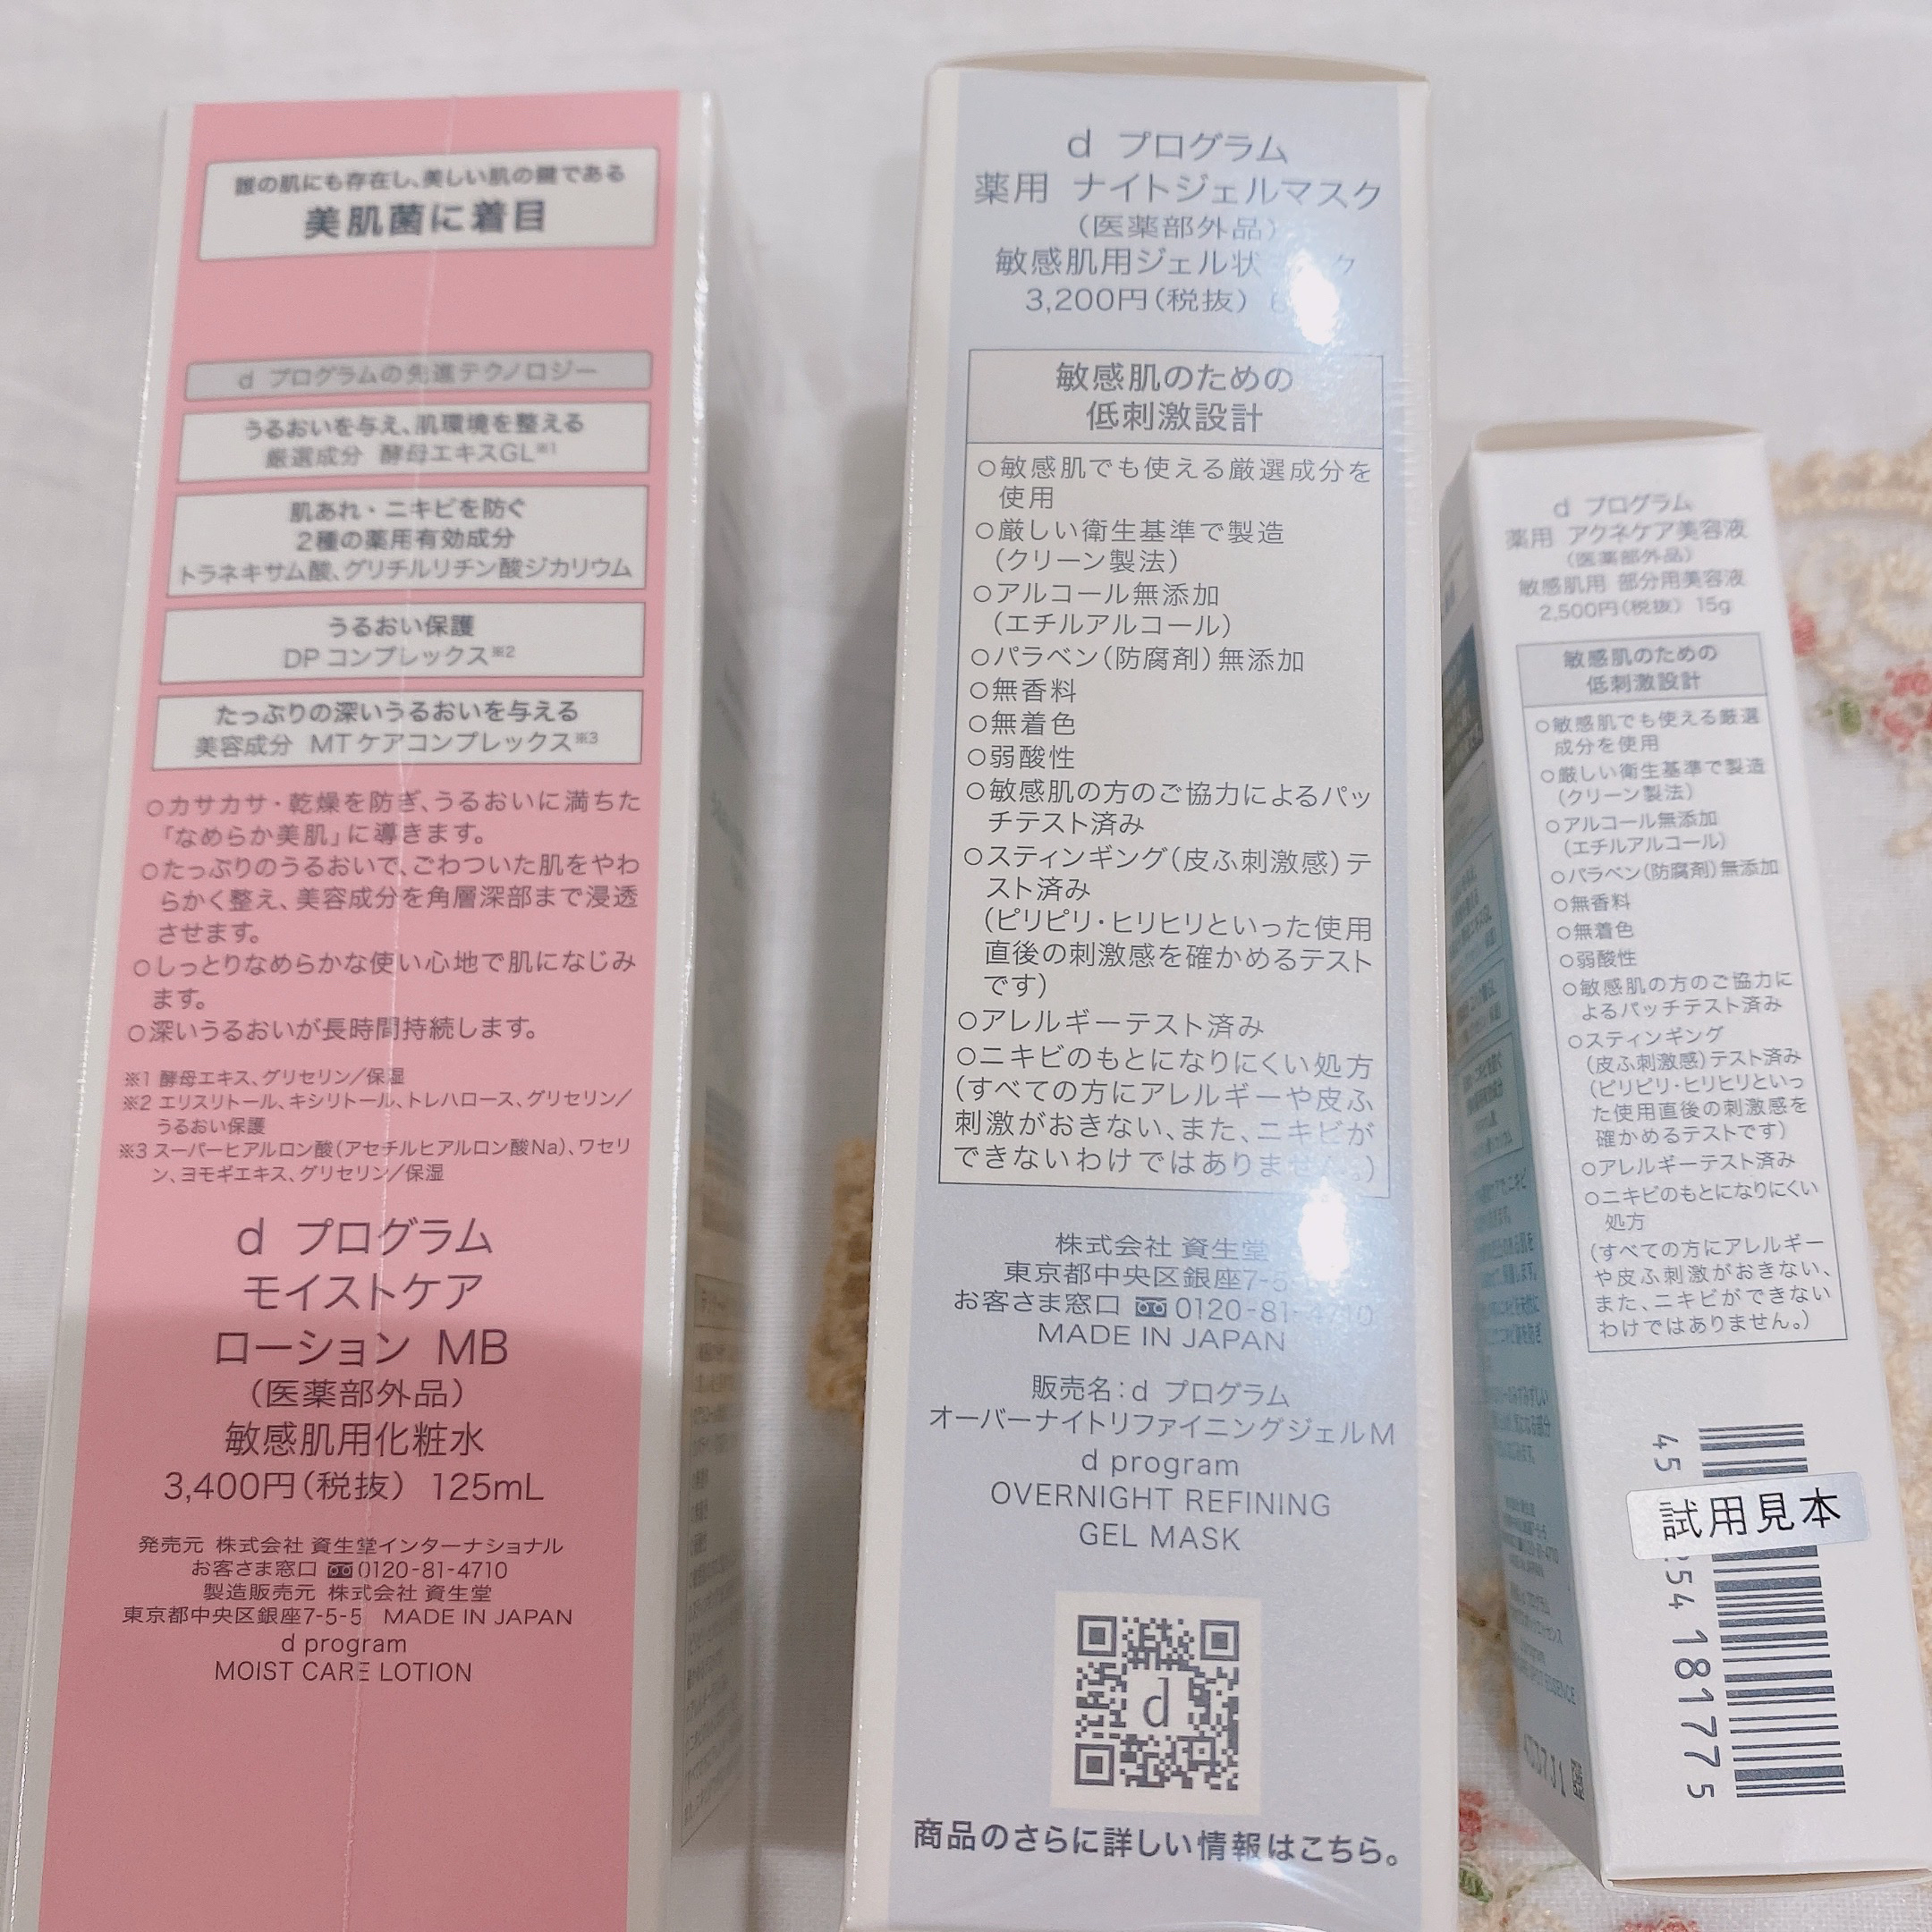 誰の肌にも存在し、美しい肌の鍵である
美肌菌に着目
d プログラムの先進テクノロジー
うるおいを与え、肌環境を整える
厳選成分 酵母エキスGL※1
肌あれ・ニキビを防ぐ
2種の薬用有効成分
トラネキサム酸、グリチルリチン酸ジカリウム
うるおい保護
DP コンプレックス※2
たっぷりの深いうるおいを与える
美容成分 MTケアコンプレックス※3
○カサカサ・乾燥を防ぎ、うるおいに満ちた
「なめらか美肌」に導きます。
○たっぷりのうるおいで、ごわついた肌をやわ
らかく整え、美容成分を角層深部まで浸透
させます。
○しっとりなめらかな使い心地で肌になじみ
ます。
○深いうるおいが長時間持続します。
※1 酵母エキス、グリセリン／保湿
※2 エリスリトール、キシリトール、トレハロース、グリセリン／
うるおい保護
※3 スーパーヒアルロン酸(アセチルヒアルロン酸Na)、ワセリ
ン、ヨモギエキス、グリセリン／保湿
d プログラム
モイストケア
ローション MB
(医薬部外品)
敏感肌用化粧水
3,400円(税抜) 125mL
発売元 株式会社 資生堂インターナショナル
お客さま窓口 0120-81-4710
製造販売元 株式会社 資生堂
東京都中央区銀座7-5-5 MADE IN JAPAN
d program
MOIST CARE LOTION
d プログラム
薬用 ナイトジェルマスク
(医薬部外品)
敏感肌用ジェル状 ク
3,200円(税抜)
敏感肌のための
低刺激設計
○敏感肌でも使える厳選成分を
使用
○厳しい衛生基準で製造
(クリーン製法)
○アルコール無添加
(エチルアルコール)
○パラベン(防腐剤)無添加
○無香料
○無着色
○弱酸性
○敏感肌の方のご協力によるパッ
チテスト済み
○スティンギング(皮ふ刺激感)テ
スト済み
(ピリピリ・ヒリヒリといった使用
直後の刺激感を確かめるテスト
です)
○アレルギーテスト済み
○ニキビのもとになりにくい処方
(すべての方にアレルギーや皮ふ
刺激がおきない、また、ニキビが
できないわけではありません。)
株式会社 資生堂
東京都中央区銀座7-5-
お客さま窓口 0120-81-4710
MADE IN JAPAN
販売名:d プログラム
オーバーナイトリファイニングジェルM
d program
OVERNIGHT REFINING
GEL MASK
d
商品のさらに詳しい情報はこちら。
d プログラム
薬用 アクネケア美容液
(医薬部外品)
敏感肌用 部分用美容液
2,500円(税抜) 15g
敏感肌のための
低刺激設計
○敏感肌でも使える厳選
成分を使用
○厳しい衛生基準で製造
(クリーン製法)
○アルコール無添加
(エチルアルコール)
○パラベン(防腐剤)無添加
○無香料
○無着色
○弱酸性
○敏感肌の方のご協力に
よるパッチテスト済み
○スティンギング
(皮ふ刺激感)テスト済み
(ピリピリ・ヒリヒリといっ
た使用直後の刺激感を
確かめるテストです)
○アレルギーテスト済み
○ニキビのもとになりにくい
処方
(すべての方にアレルギー
や皮ふ刺激がおきない、
また、ニキビができない
わけではありません。)
試用見本
45 254 18177 5